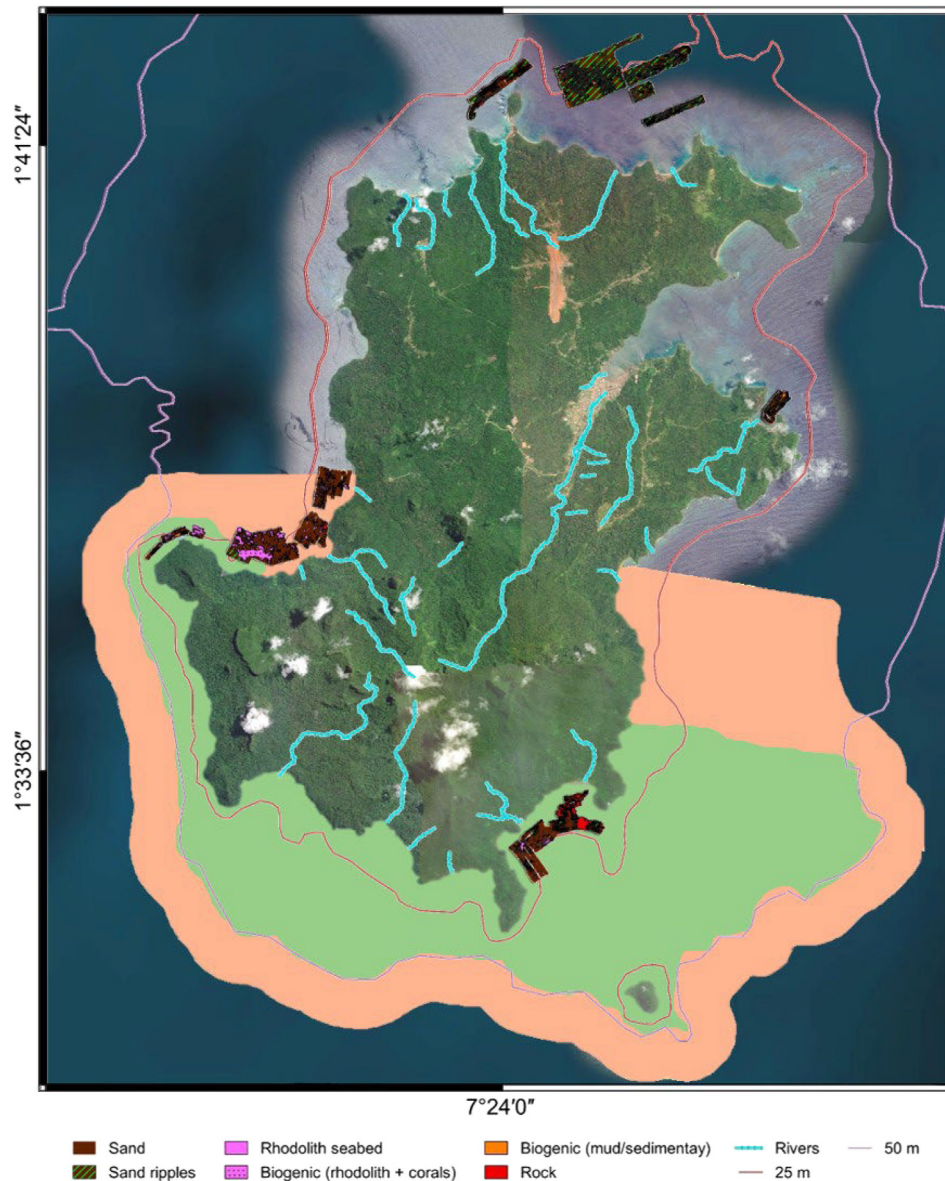 1°41′24″
1°33′36″
7°24′0″
Sand
Rhodolith seabed
Biogenic (mud/sedimentay)
Rivers
50 m
Sand ripples
Biogenic (rhodolith + corals)
Rock
25 m